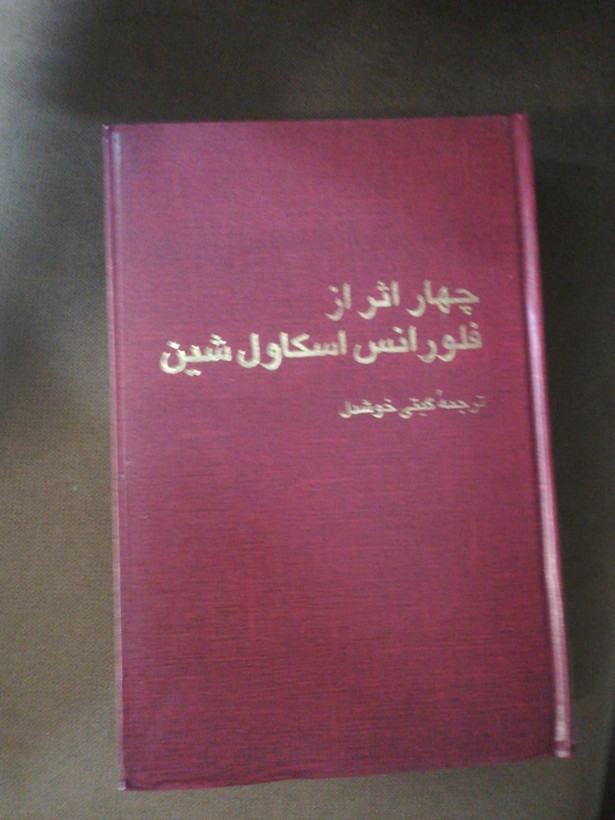 چهار اثر از
فلورانس اسکاول شین
ترجمهٔ گیتی خوشدل